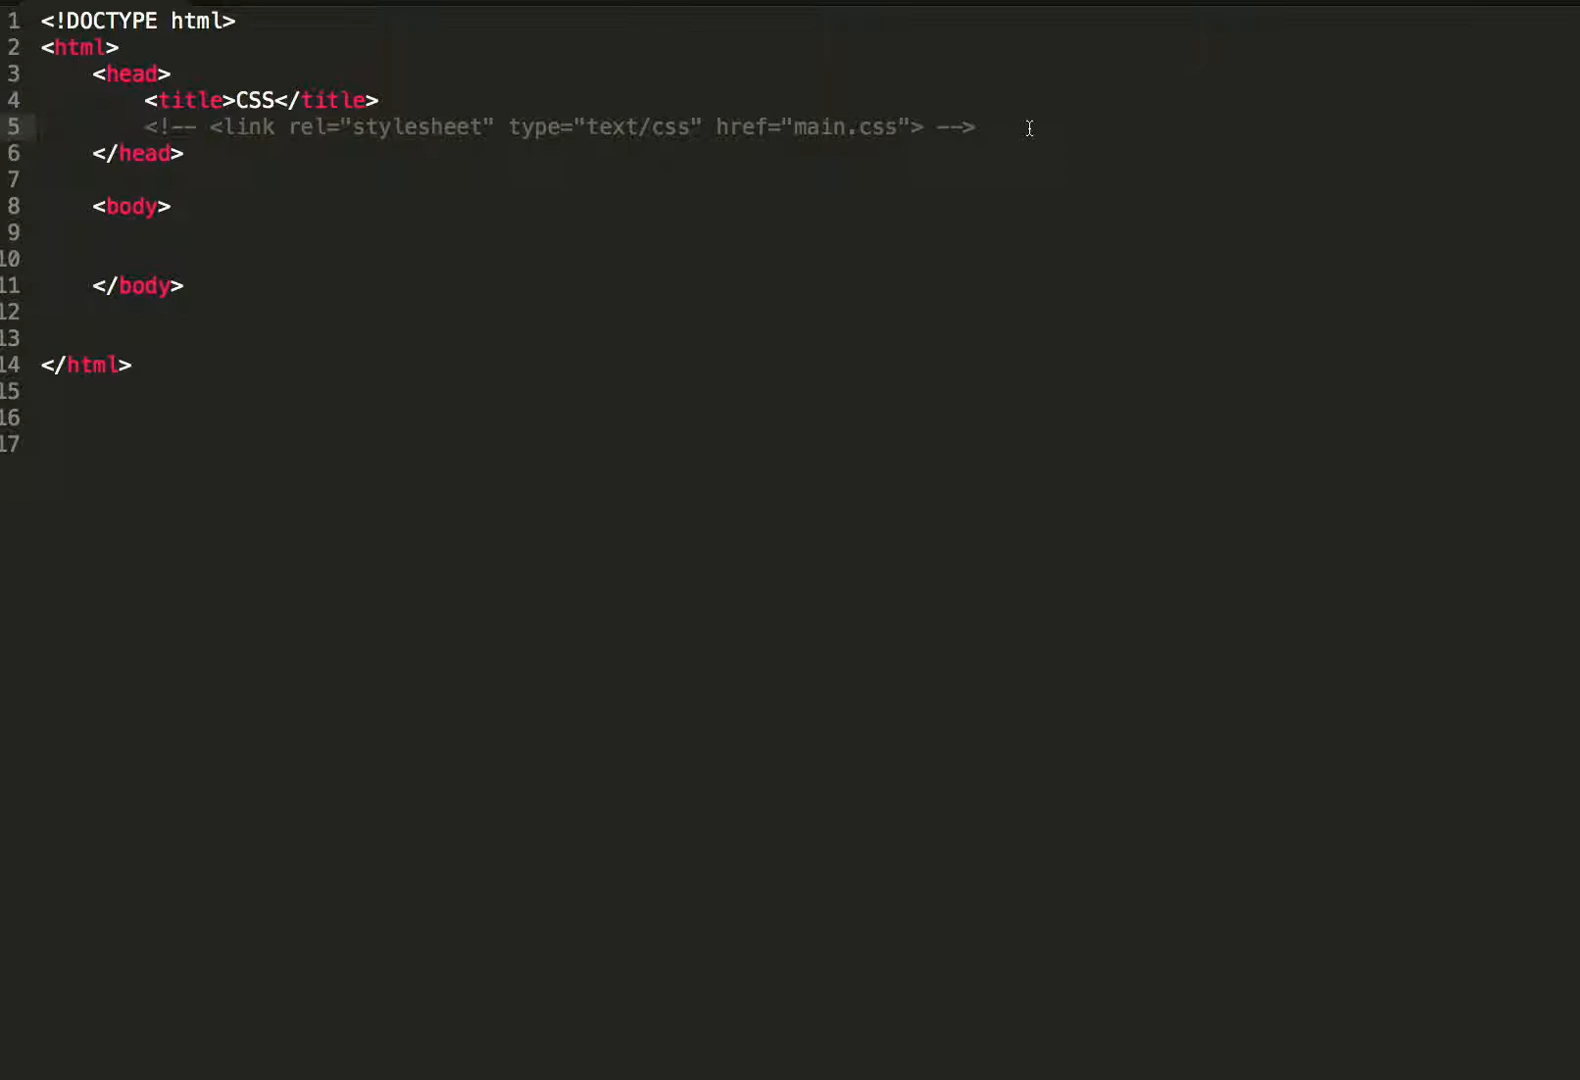 1 <!DOCTYPE html>
2 <html>
3     <head>
4         <title>CSS</title>
5         <!-- <link rel="stylesheet" type="text/css" href="main.css"> -->
6     </head>
7
8     <body>
9
10
11     </body>
12
13
14 </html>
15
16
17